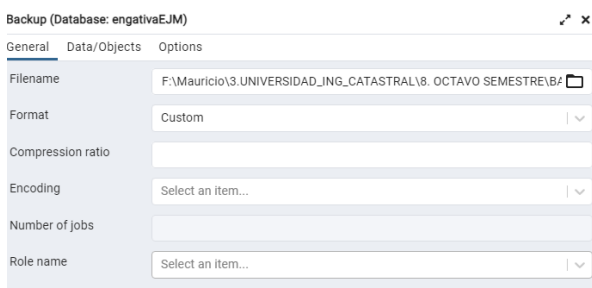 Backup (Database: engativaEJM)
General Data/Objects Options
Filename F:\Mauricio\3.UNIVERSIDAD_ING_CATASTRAL\8. OCTAVO SEMESTRE\BA
Format Custom
Compression ratio
Encoding Select an item...
Number of jobs
Role name Select an item...